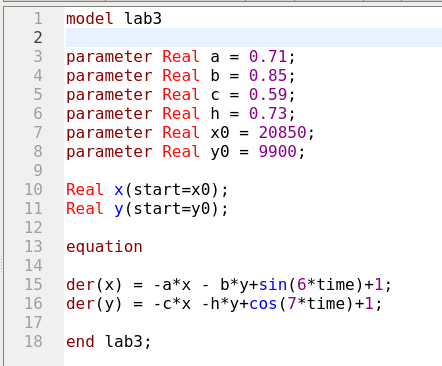 1 model lab3
2
3 parameter Real a = 0.71;
4 parameter Real b = 0.85;
5 parameter Real c = 0.59;
6 parameter Real h = 0.73;
7 parameter Real x0 = 20850;
8 parameter Real y0 = 9900;
9
10 Real x(start=x0);
11 Real y(start=y0);
12
13 equation
14
15 der(x) = -a*x - b*y+sin(6*time)+1;
16 der(y) = -c*x -h*y+cos(7*time)+1;
17
18 end lab3;